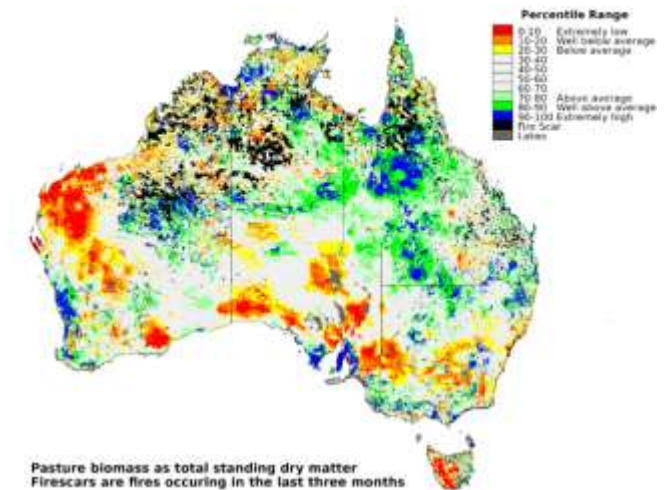 Percentile Range
0-10 Extremely low
10-20 Well below average
20-30 Below average
30-40
40-50
50-60
60-70
70-80 Above average
80-90 Well above average
90-100 Extremely high
Fire Scar
Lakes
Pasture biomass as total standing dry matter
Firescars are fires occuring in the last three months